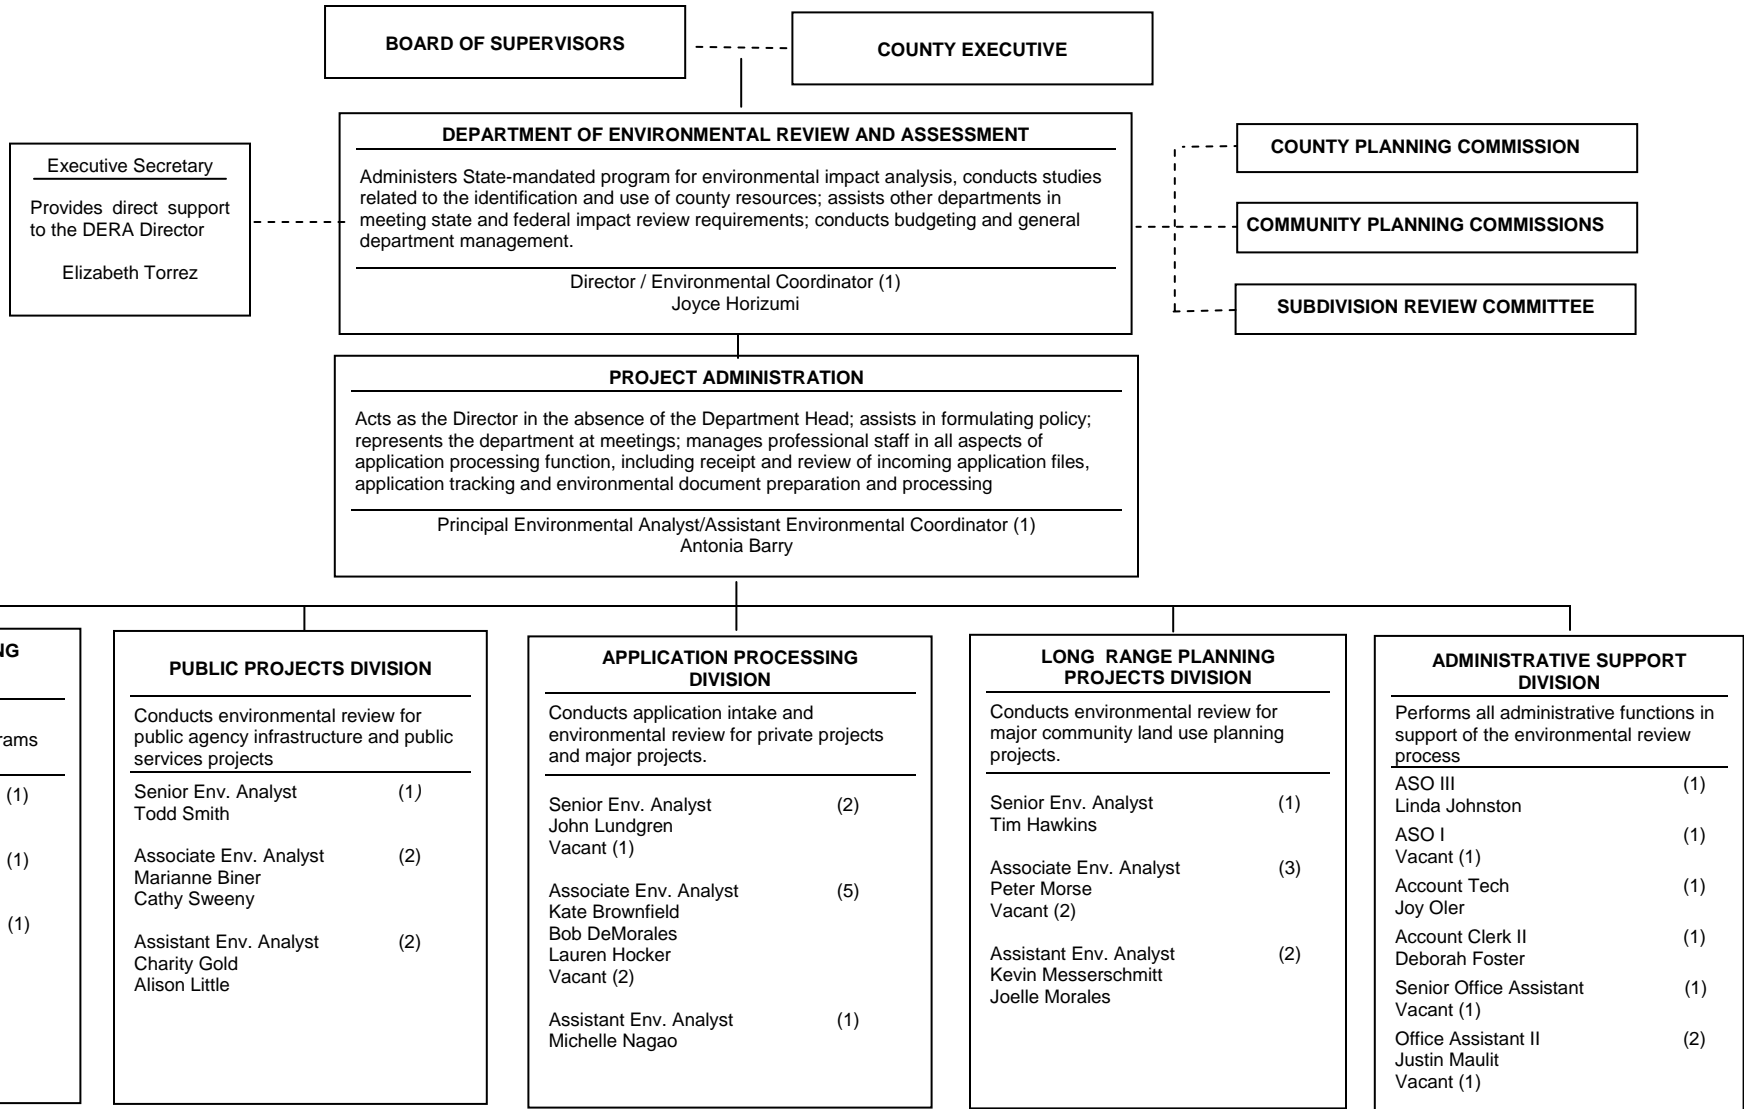 BOARD OF SUPERVISORS
COUNTY EXECUTIVE
DEPARTMENT OF ENVIRONMENTAL REVIEW AND ASSESSMENT
Administers State-mandated program for environmental impact analysis, conducts studies
related to the identification and use of county resources; assists other departments in
meeting state and federal impact review requirements; conducts budgeting and general
department management.
Director / Environmental Coordinator (1)
Joyce Horizumi
Executive Secretary
Provides direct support
to the DERA Director
Elizabeth Torrez
COUNTY PLANNING COMMISSION
COMMUNITY PLANNING COMMISSIONS
SUBDIVISION REVIEW COMMITTEE
PROJECT ADMINISTRATION
Acts as the Director in the absence of the Department Head; assists in formulating policy;
represents the department at meetings; manages professional staff in all aspects of
application processing function, including receipt and review of incoming application files,
application tracking and environmental document preparation and processing
Principal Environmental Analyst/Assistant Environmental Coordinator (1)
Antonia Barry
NG
rams
(1)
(1)
(1)
PUBLIC PROJECTS DIVISION
Conducts environmental review for
public agency infrastructure and public
services projects
Senior Env. Analyst (1)
Todd Smith
Associate Env. Analyst (2)
Marianne Biner
Cathy Sweeny
Assistant Env. Analyst (2)
Charity Gold
Alison Little
APPLICATION PROCESSING
DIVISION
Conducts application intake and
environmental review for private projects
and major projects.
Senior Env. Analyst (2)
John Lundgren
Vacant (1)
Associate Env. Analyst (5)
Kate Brownfield
Bob DeMorales
Lauren Hocker
Vacant (2)
Assistant Env. Analyst (1)
Michelle Nagao
LONG RANGE PLANNING
PROJECTS DIVISION
Conducts environmental review for
major community land use planning
projects.
Senior Env. Analyst (1)
Tim Hawkins
Associate Env. Analyst (3)
Peter Morse
Vacant (2)
Assistant Env. Analyst (2)
Kevin Messerschmitt
Joelle Morales
ADMINISTRATIVE SUPPORT
DIVISION
Performs all administrative functions in
support of the environmental review
process
ASO III (1)
Linda Johnston
ASO I (1)
Vacant (1)
Account Tech (1)
Joy Oler
Account Clerk II (1)
Deborah Foster
Senior Office Assistant (1)
Vacant (1)
Office Assistant II (2)
Justin Maulit
Vacant (1)